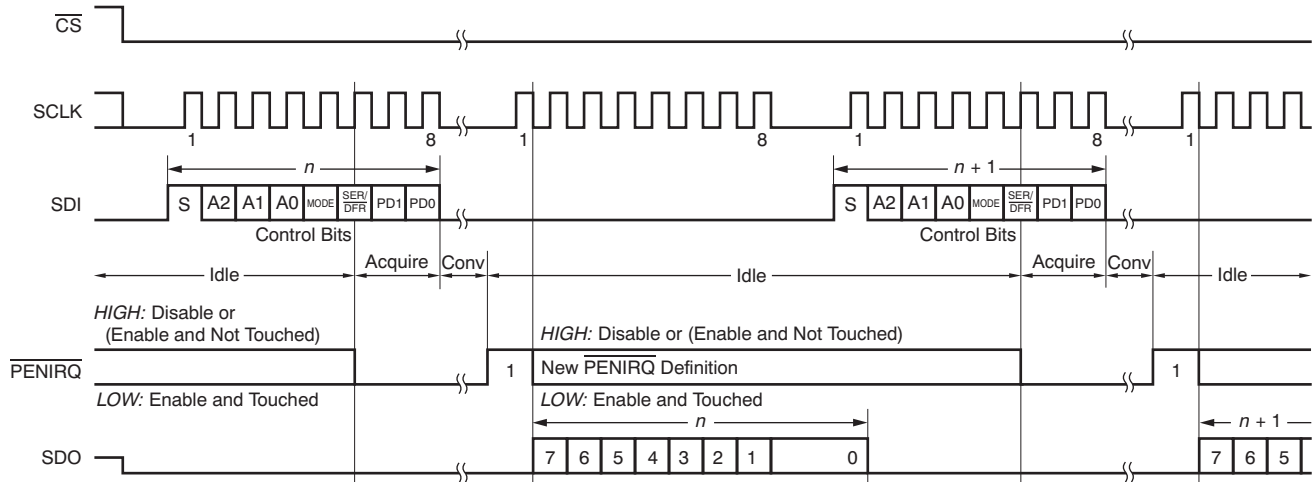 CS
SCLK
1 8 1 8 1 8 1
n n + 1
SDI S A2 A1 A0 MODE SER/DFR PD1 PD0 S A2 A1 A0 MODE SER/DFR PD1 PD0
Control Bits Control Bits
Idle Acquire Conv Idle Acquire Conv Idle
HIGH: Disable or
(Enable and Not Touched)
HIGH: Disable or (Enable and Not Touched)
PENIRQ 1 New PENIRQ Definition 1
LOW: Enable and Touched LOW: Enable and Touched
n n + 1
SDO 7 6 5 4 3 2 1 0 7 6 5